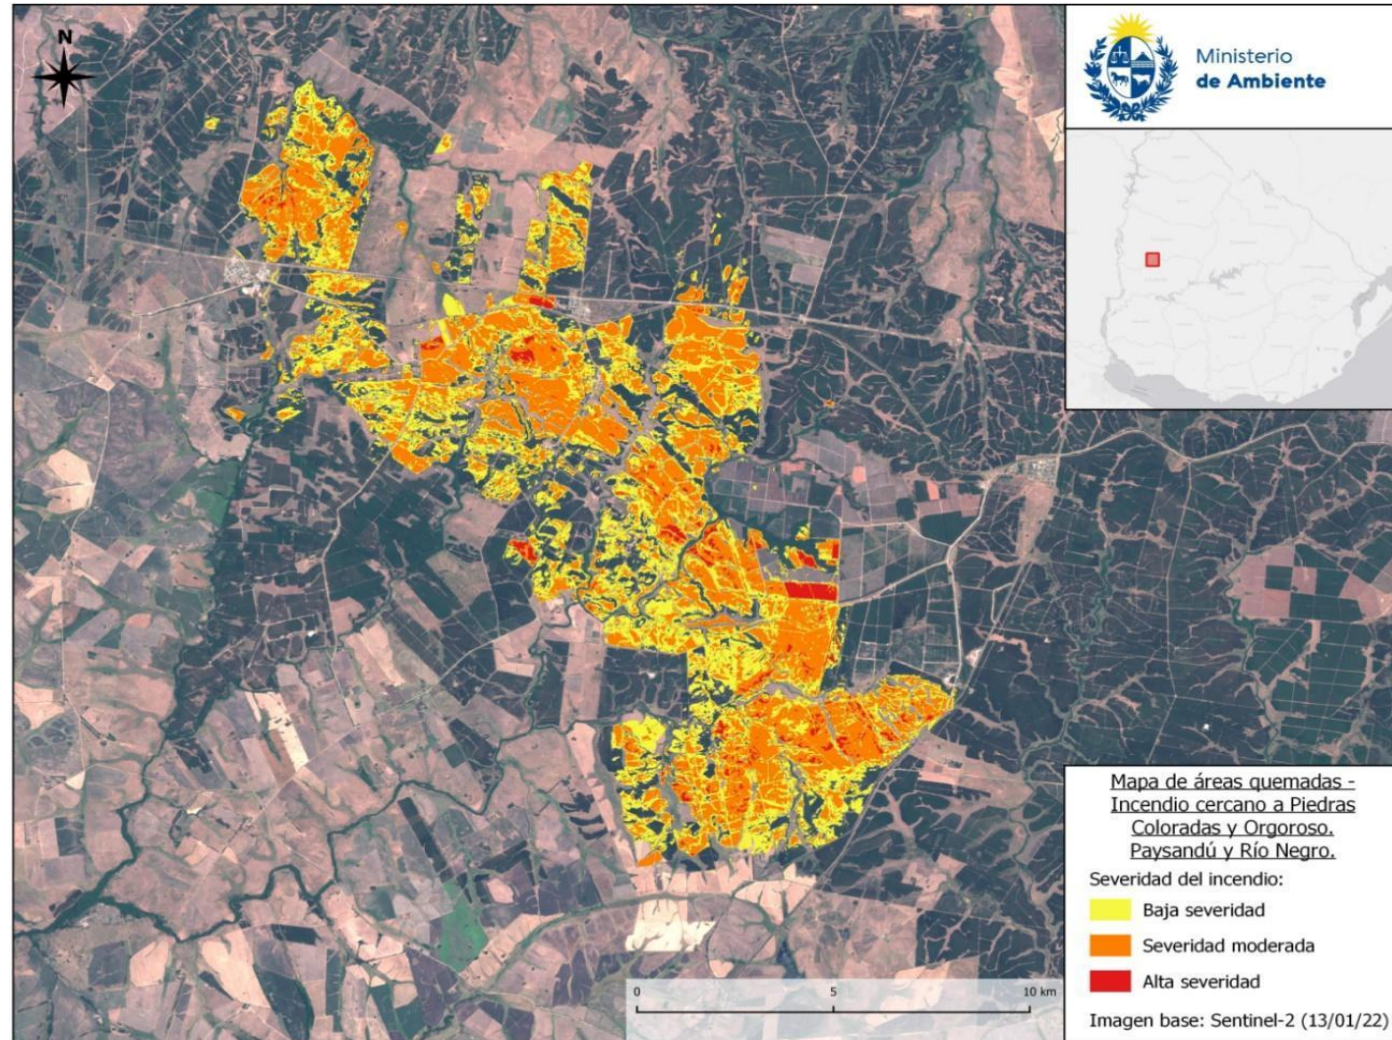 N
Ministerio
de Ambiente
Mapa de áreas quemadas -
Incendio cercano a Piedras
Coloradas y Orgoroso.
Paysandú y Río Negro.
Severidad del incendio:
Baja severidad
Severidad moderada
Alta severidad
0 5 10 km
Imagen base: Sentinel-2 (13/01/22)